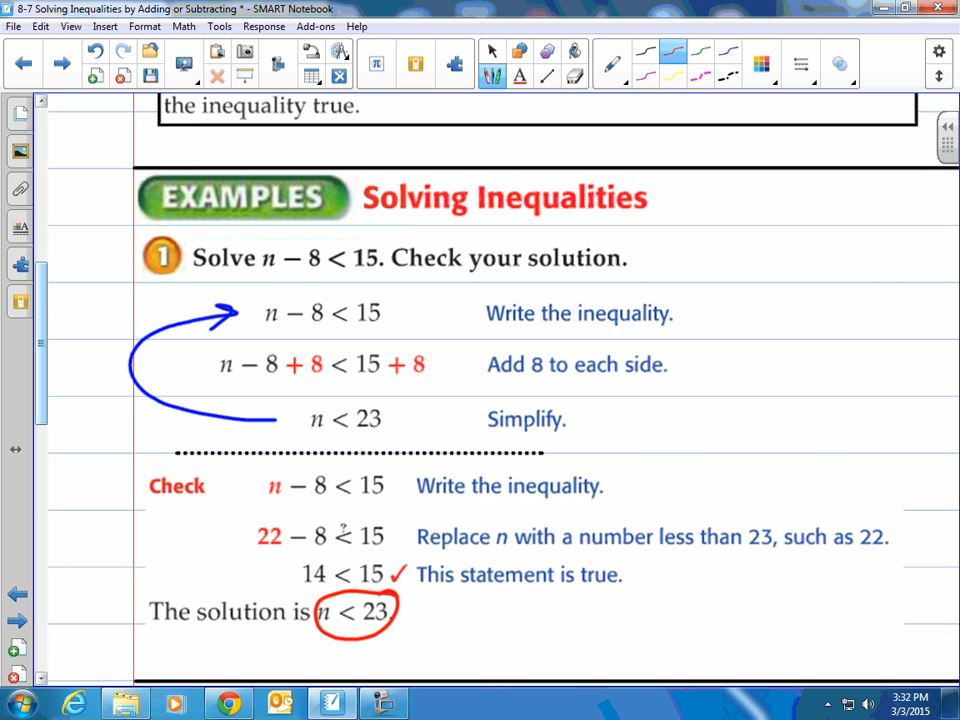 8-7 Solving Inequalities by Adding or Subtracting * - SMART Notebook
File Edit View Insert Format Math Tools Response Add-ons Help
the inequality true.
EXAMPLES Solving Inequalities
1 Solve n − 8 < 15. Check your solution.
n − 8 < 15 Write the inequality.
n − 8 + 8 < 15 + 8 Add 8 to each side.
n < 23 Simplify.
Check n − 8 < 15 Write the inequality.
22 − 8 <? 15 Replace n with a number less than 23, such as 22.
14 < 15 ✓ This statement is true.
The solution is n < 23.
3:32 PM
3/3/2015